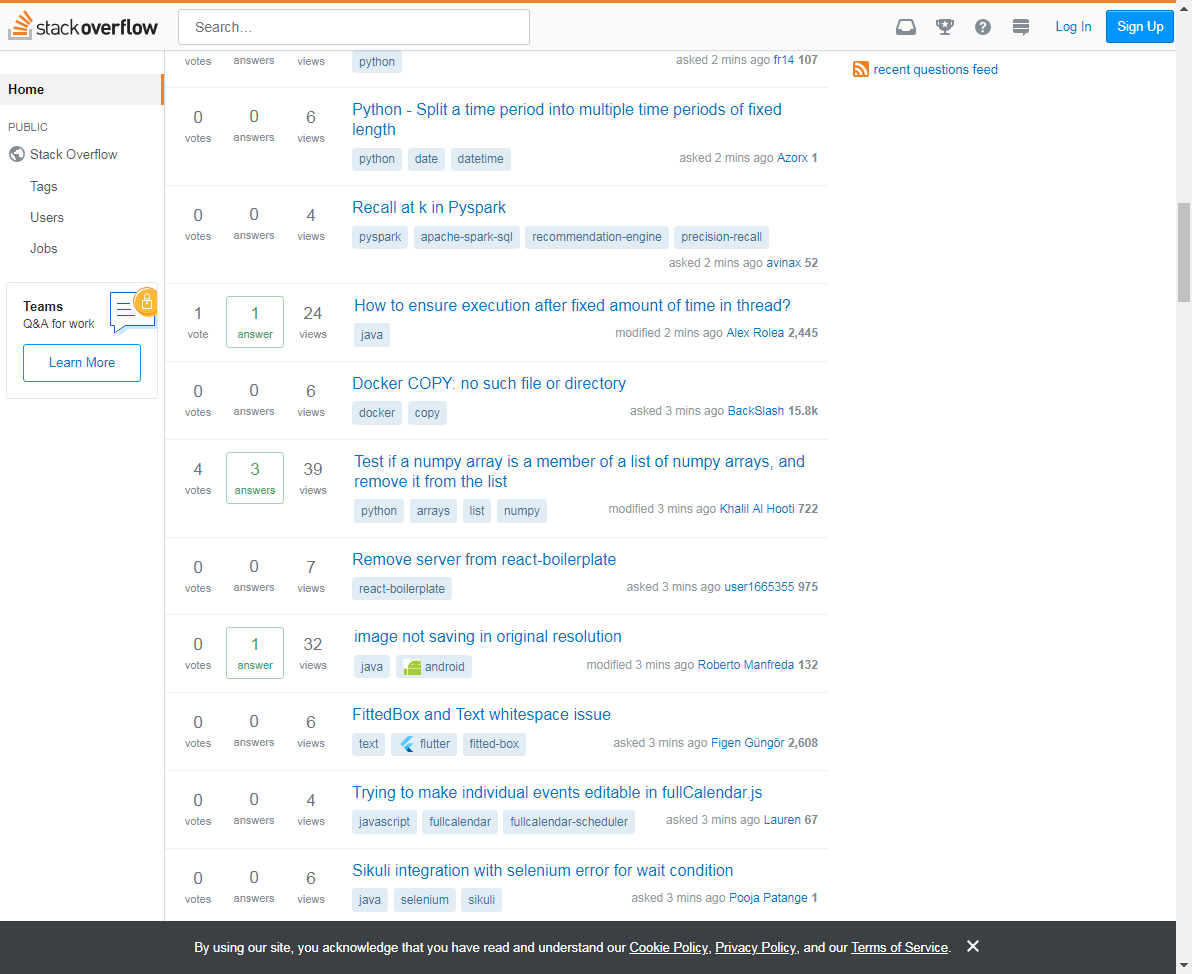 stackoverflow
Search…
Log In
Sign Up
Home
PUBLIC
Stack Overflow
Tags
Users
Jobs
Teams
Q&A for work
Learn More
votes answers views
python
asked 2 mins ago fr14 107
0 votes 0 answers 6 views
Python - Split a time period into multiple time periods of fixed
length
python date datetime
asked 2 mins ago Azorx 1
0 votes 0 answers 4 views
Recall at k in Pyspark
pyspark apache-spark-sql recommendation-engine precision-recall
asked 2 mins ago avinax 52
1 vote 1 answer 24 views
How to ensure execution after fixed amount of time in thread?
java
modified 2 mins ago Alex Rolea 2,445
0 votes 0 answers 6 views
Docker COPY: no such file or directory
docker copy
asked 3 mins ago BackSlash 15.8k
4 votes 3 answers 39 views
Test if a numpy array is a member of a list of numpy arrays, and
remove it from the list
python arrays list numpy
modified 3 mins ago Khalil Al Hooti 722
0 votes 0 answers 7 views
Remove server from react-boilerplate
react-boilerplate
asked 3 mins ago user1665355 975
0 votes 1 answer 32 views
image not saving in original resolution
java android
modified 3 mins ago Roberto Manfreda 132
0 votes 0 answers 6 views
FittedBox and Text whitespace issue
text flutter fitted-box
asked 3 mins ago Figen Güngör 2,608
0 votes 0 answers 4 views
Trying to make individual events editable in fullCalendar.js
javascript fullcalendar fullcalendar-scheduler
asked 3 mins ago Lauren 67
0 votes 0 answers 6 views
Sikuli integration with selenium error for wait condition
java selenium sikuli
asked 3 mins ago Pooja Patange 1
recent questions feed
By using our site, you acknowledge that you have read and understand our Cookie Policy, Privacy Policy, and our Terms of Service.